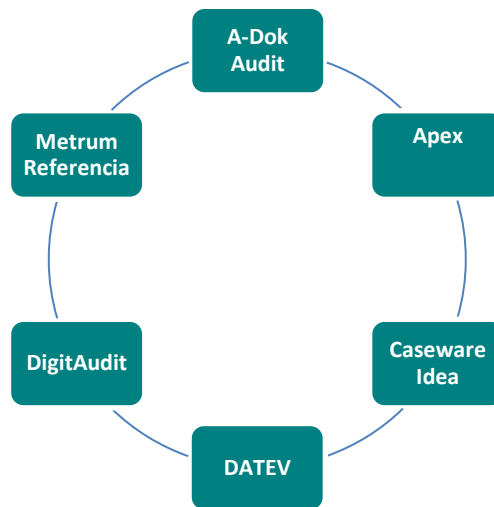 A-Dok
Audit
Apex
Caseware
Idea
DATEV
DigitAudit
Metrum
Referencia